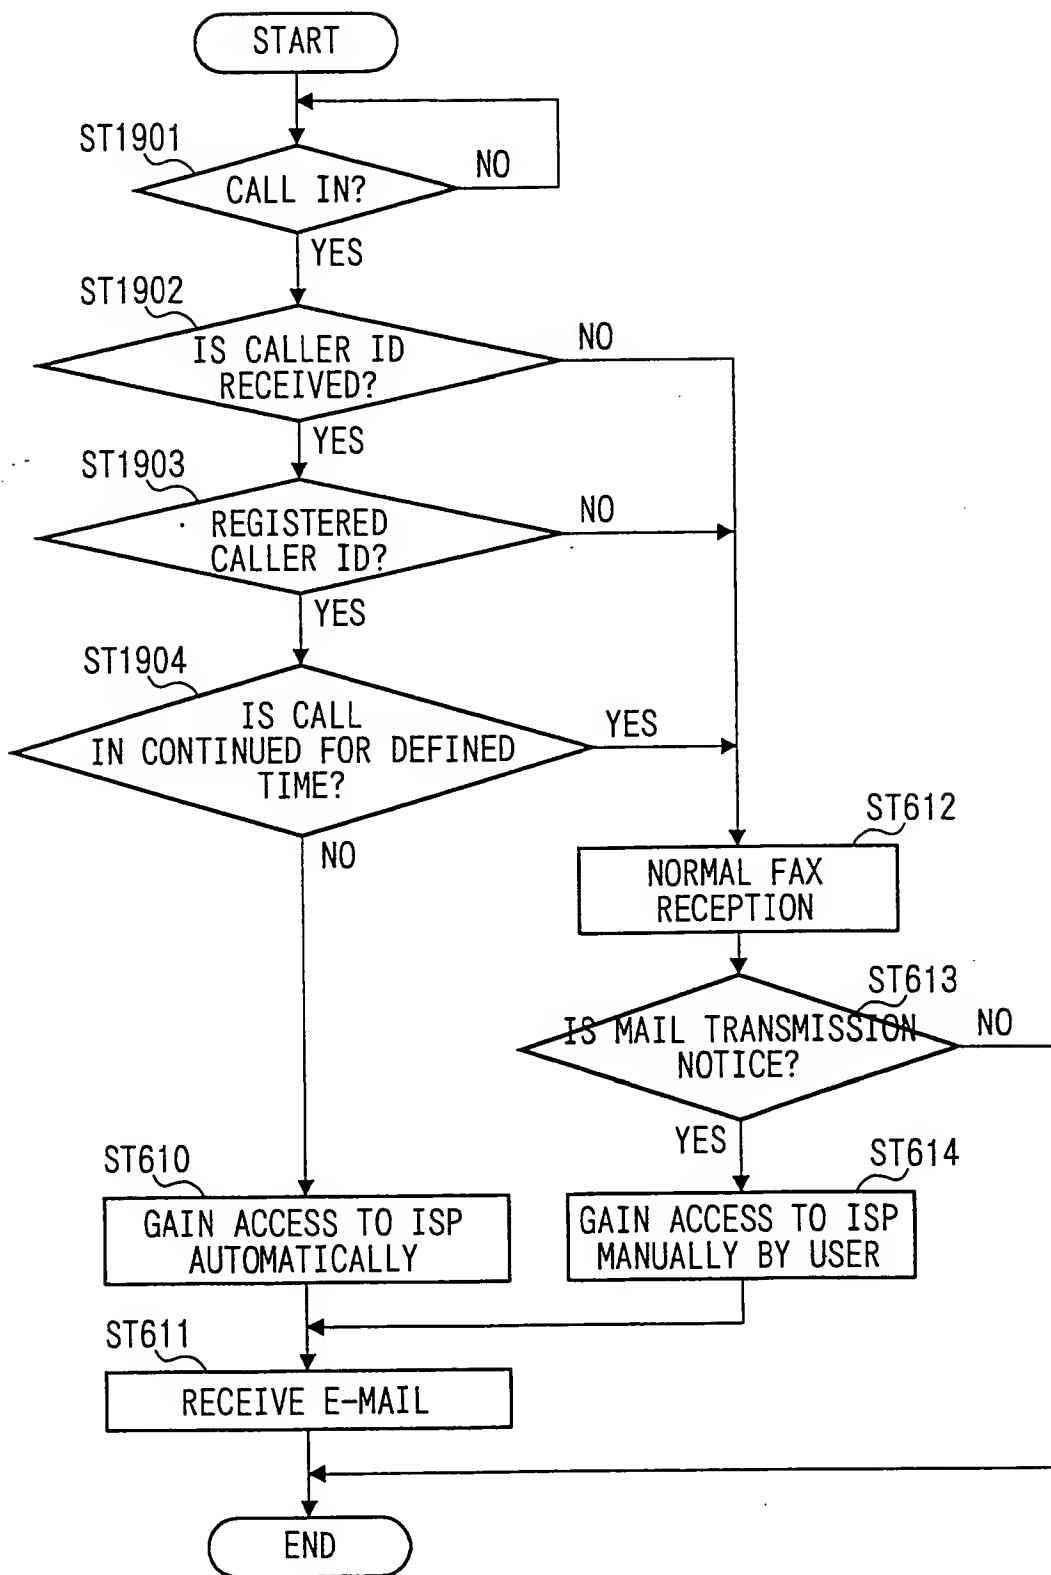 START
ST1901
CALL IN?
NO
YES
ST1902
IS CALLER ID
RECEIVED?
NO
YES
ST1903
REGISTERED
CALLER ID?
NO
YES
ST1904
IS CALL
IN CONTINUED FOR DEFINED
TIME?
YES
NO
ST612
NORMAL FAX
RECEPTION
ST613
IS MAIL TRANSMISSION
NOTICE?
NO
YES
ST610
GAIN ACCESS TO ISP
AUTOMATICALLY
ST614
GAIN ACCESS TO ISP
MANUALLY BY USER
ST611
RECEIVE E-MAIL
END